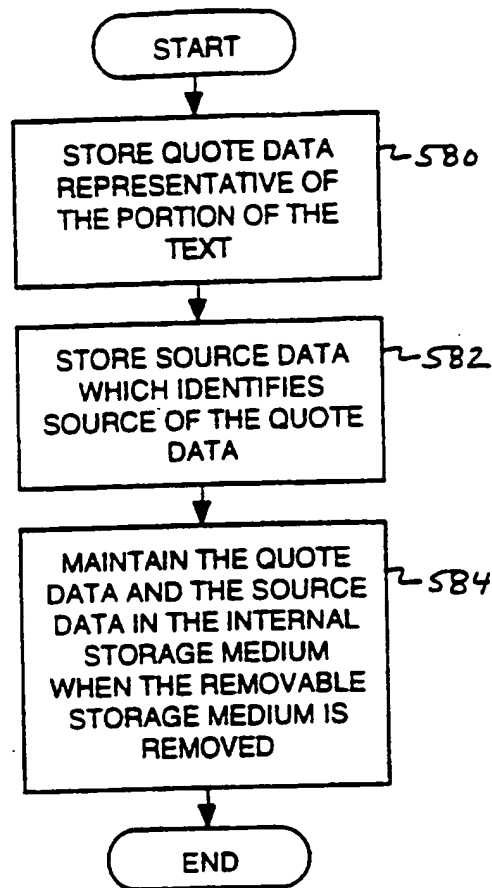 START
STORE QUOTE DATA
REPRESENTATIVE OF
THE PORTION OF THE
TEXT
580
STORE SOURCE DATA
WHICH IDENTIFIES
SOURCE OF THE QUOTE
DATA
582
MAINTAIN THE QUOTE
DATA AND THE SOURCE
DATA IN THE INTERNAL
STORAGE MEDIUM
WHEN THE REMOVABLE
STORAGE MEDIUM IS
REMOVED
584
END